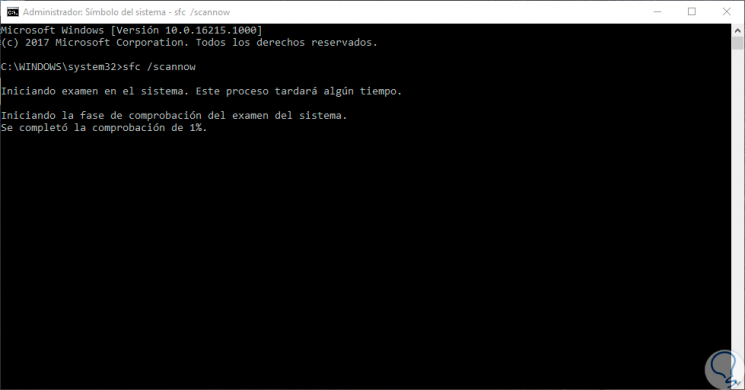 Administrador: Símbolo del sistema - sfc /scannow
Microsoft Windows [Versión 10.0.16215.1000]
(c) 2017 Microsoft Corporation. Todos los derechos reservados.
C:\WINDOWS\system32>sfc /scannow
Iniciando examen en el sistema. Este proceso tardará algún tiempo.
Iniciando la fase de comprobación del examen del sistema.
Se completó la comprobación de 1%.